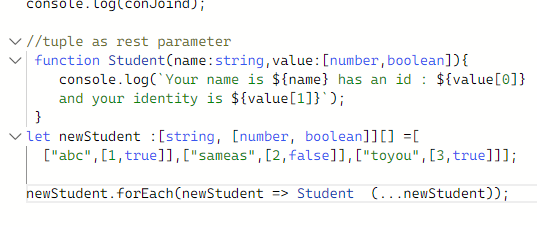 console.log(conJoind);
//tuple as rest parameter
function Student(name:string,value:[number,boolean]){
console.log(`Your name is ${name} has an id : ${value[0]}
and your identity is ${value[1]}`);
}
let newStudent :[string, [number, boolean]][] =[
["abc",[1,true]],["sameas",[2,false]],["toyou",[3,true]]];
newStudent.forEach(newStudent => Student  (...newStudent));